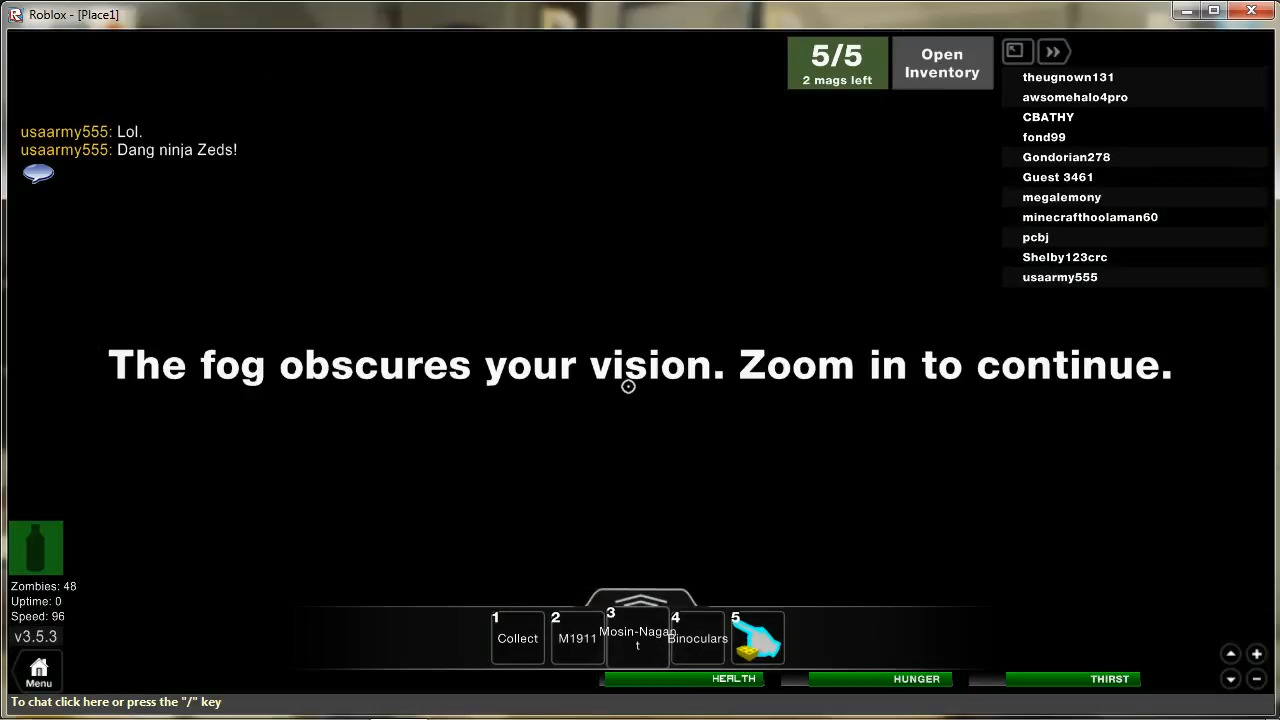 Roblox - [Place1]
5/5
2 mags left
Open
Inventory
theugnown131
awsomehalo4pro
CBATHY
fond99
Gondorian278
Guest 3461
megalemony
minecrafthoolaman60
pcbj
Shelby123crc
usaarmy555
usaarmy555: Lol.
usaarmy555: Dang ninja Zeds!
The fog obscures your vision. Zoom in to continue.
Zombies: 48
Uptime: 0
Speed: 96
v3.5.3
Menu
1
Collect
2
M1911
3
Mosin-Nagan
t
4
Binoculars
5
HEALTH
HUNGER
THIRST
To chat click here or press the "/" key